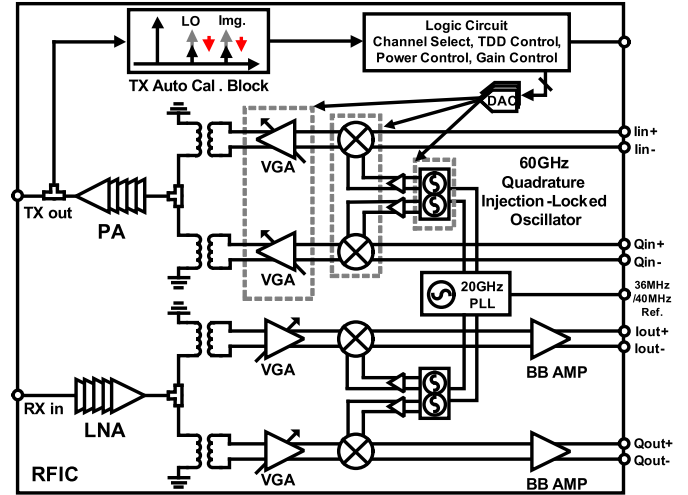 LO Img.
TX Auto Cal . Block
Logic Circuit
Channel Select, TDD Control,
Power Control, Gain Control
DAC
Iin+
Iin-
VGA
60GHz
Quadrature
Injection -Locked
Oscillator
TX out
PA
Qin+
Qin-
VGA
20GHz
PLL
36MHz
/40MHz
Ref.
Iout+
Iout-
VGA
BB AMP
RX in
LNA
Qout+
Qout-
VGA
BB AMP
RFIC